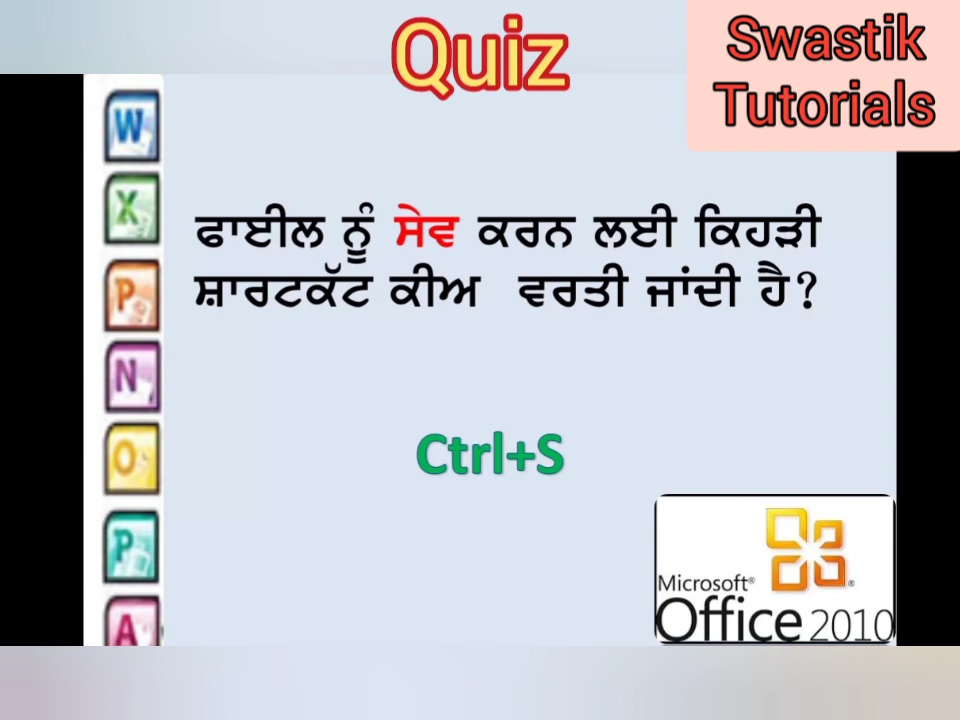 Quiz
Swastik
Tutorials
W
X
P
N
O
P
A
ਫਾਈਲ ਨੂੰ ਸੇਵ ਕਰਨ ਲਈ ਕਿਹੜੀ
ਸ਼ਾਰਟਕੱਟ ਕੀਅ ਵਰਤੀ ਜਾਂਦੀ ਹੈ?
Ctrl+S
Microsoft®
Office 2010